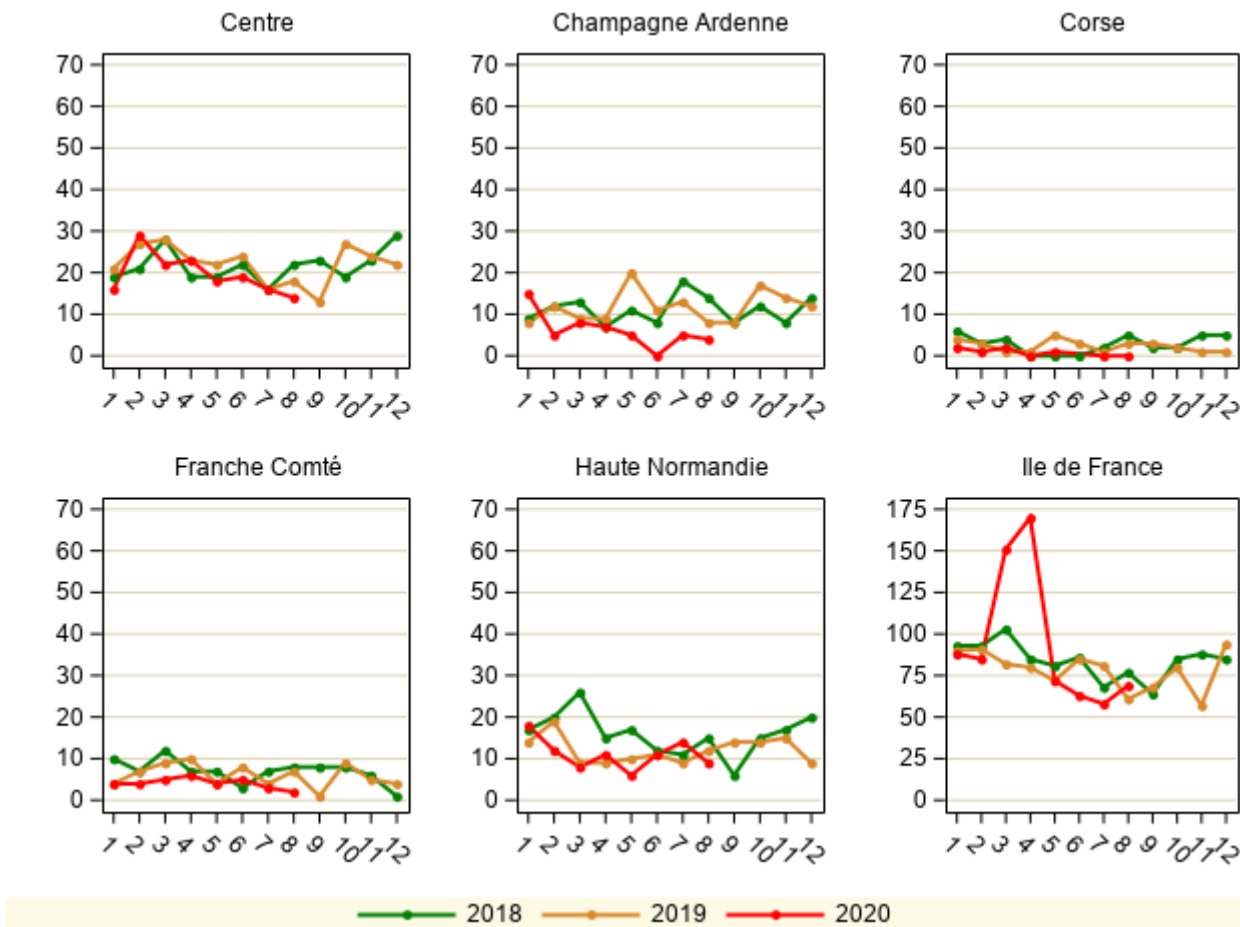 Centre Champagne Ardenne Corse
70 70 70
60 60 60
50 50 50
40 40 40
30 30 30
20 20 20
10 10 10
0 0 0
1 2 3 4 5 6 7 8 9 10 11 12 1 2 3 4 5 6 7 8 9 10 11 12 1 2 3 4 5 6 7 8 9 10 11 12
Franche Comté Haute Normandie Ile de France
70 70 175
60 60 150
50 50 125
40 40 100
30 30 75
20 20 50
10 10 25
0 0 0
1 2 3 4 5 6 7 8 9 10 11 12 1 2 3 4 5 6 7 8 9 10 11 12 1 2 3 4 5 6 7 8 9 10 11 12
2018 2019 2020